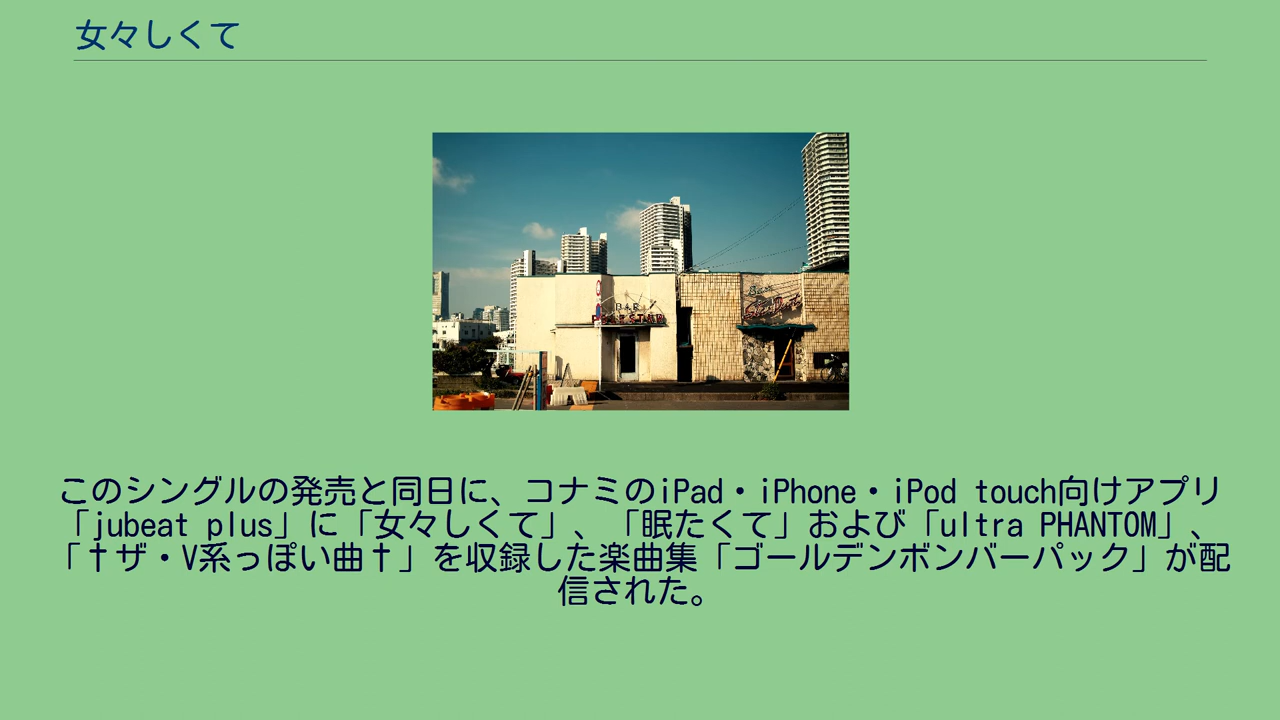 女々しくて
BAR
このシングルの発売と同日に、コナミのiPad・iPhone・iPod touch向けアプリ
「jubeat plus」に「女々しくて」、「眠たくて」および「ultra PHANTOM」、
「†ザ・V系っぽい曲†」を収録した楽曲集「ゴールデンボンバーパック」が配
信された。